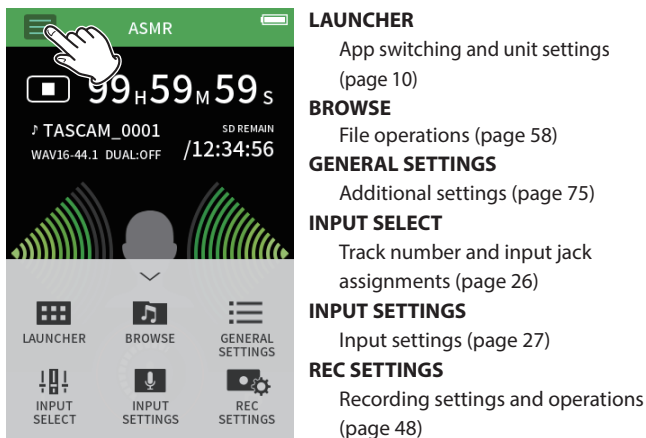 ASMR
99H59M59S
♪ TASCAM_0001
SD REMAIN
WAV16-44.1 DUAL:OFF
/12:34:56
LAUNCHER
BROWSE
GENERAL
SETTINGS
INPUT
SELECT
INPUT
SETTINGS
REC
SETTINGS
LAUNCHER
App switching and unit settings
(page 10)
BROWSE
File operations (page 58)
GENERAL SETTINGS
Additional settings (page 75)
INPUT SELECT
Track number and input jack
assignments (page 26)
INPUT SETTINGS
Input settings (page 27)
REC SETTINGS
Recording settings and operations
(page 48)